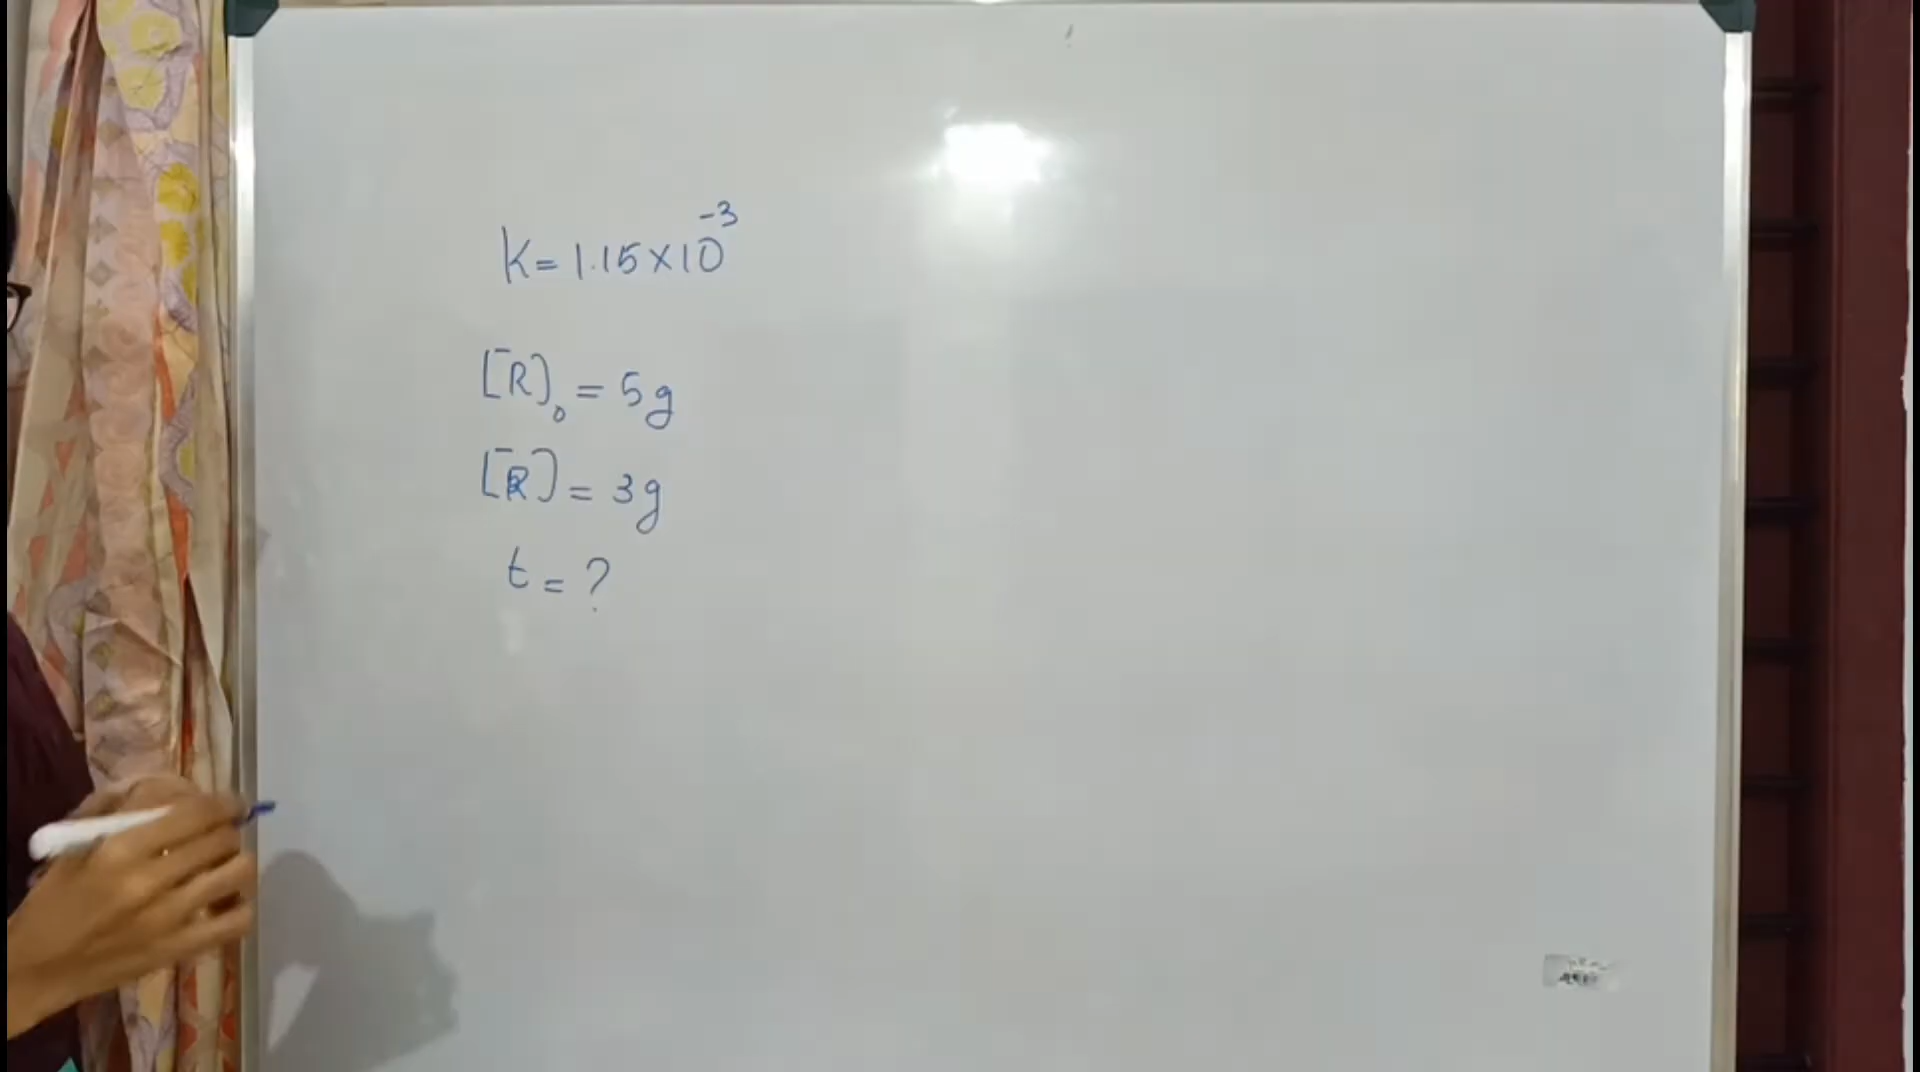 K = 1.15 × 10⁻³
[R]₀ = 5g
[R] = 3g
t = ?